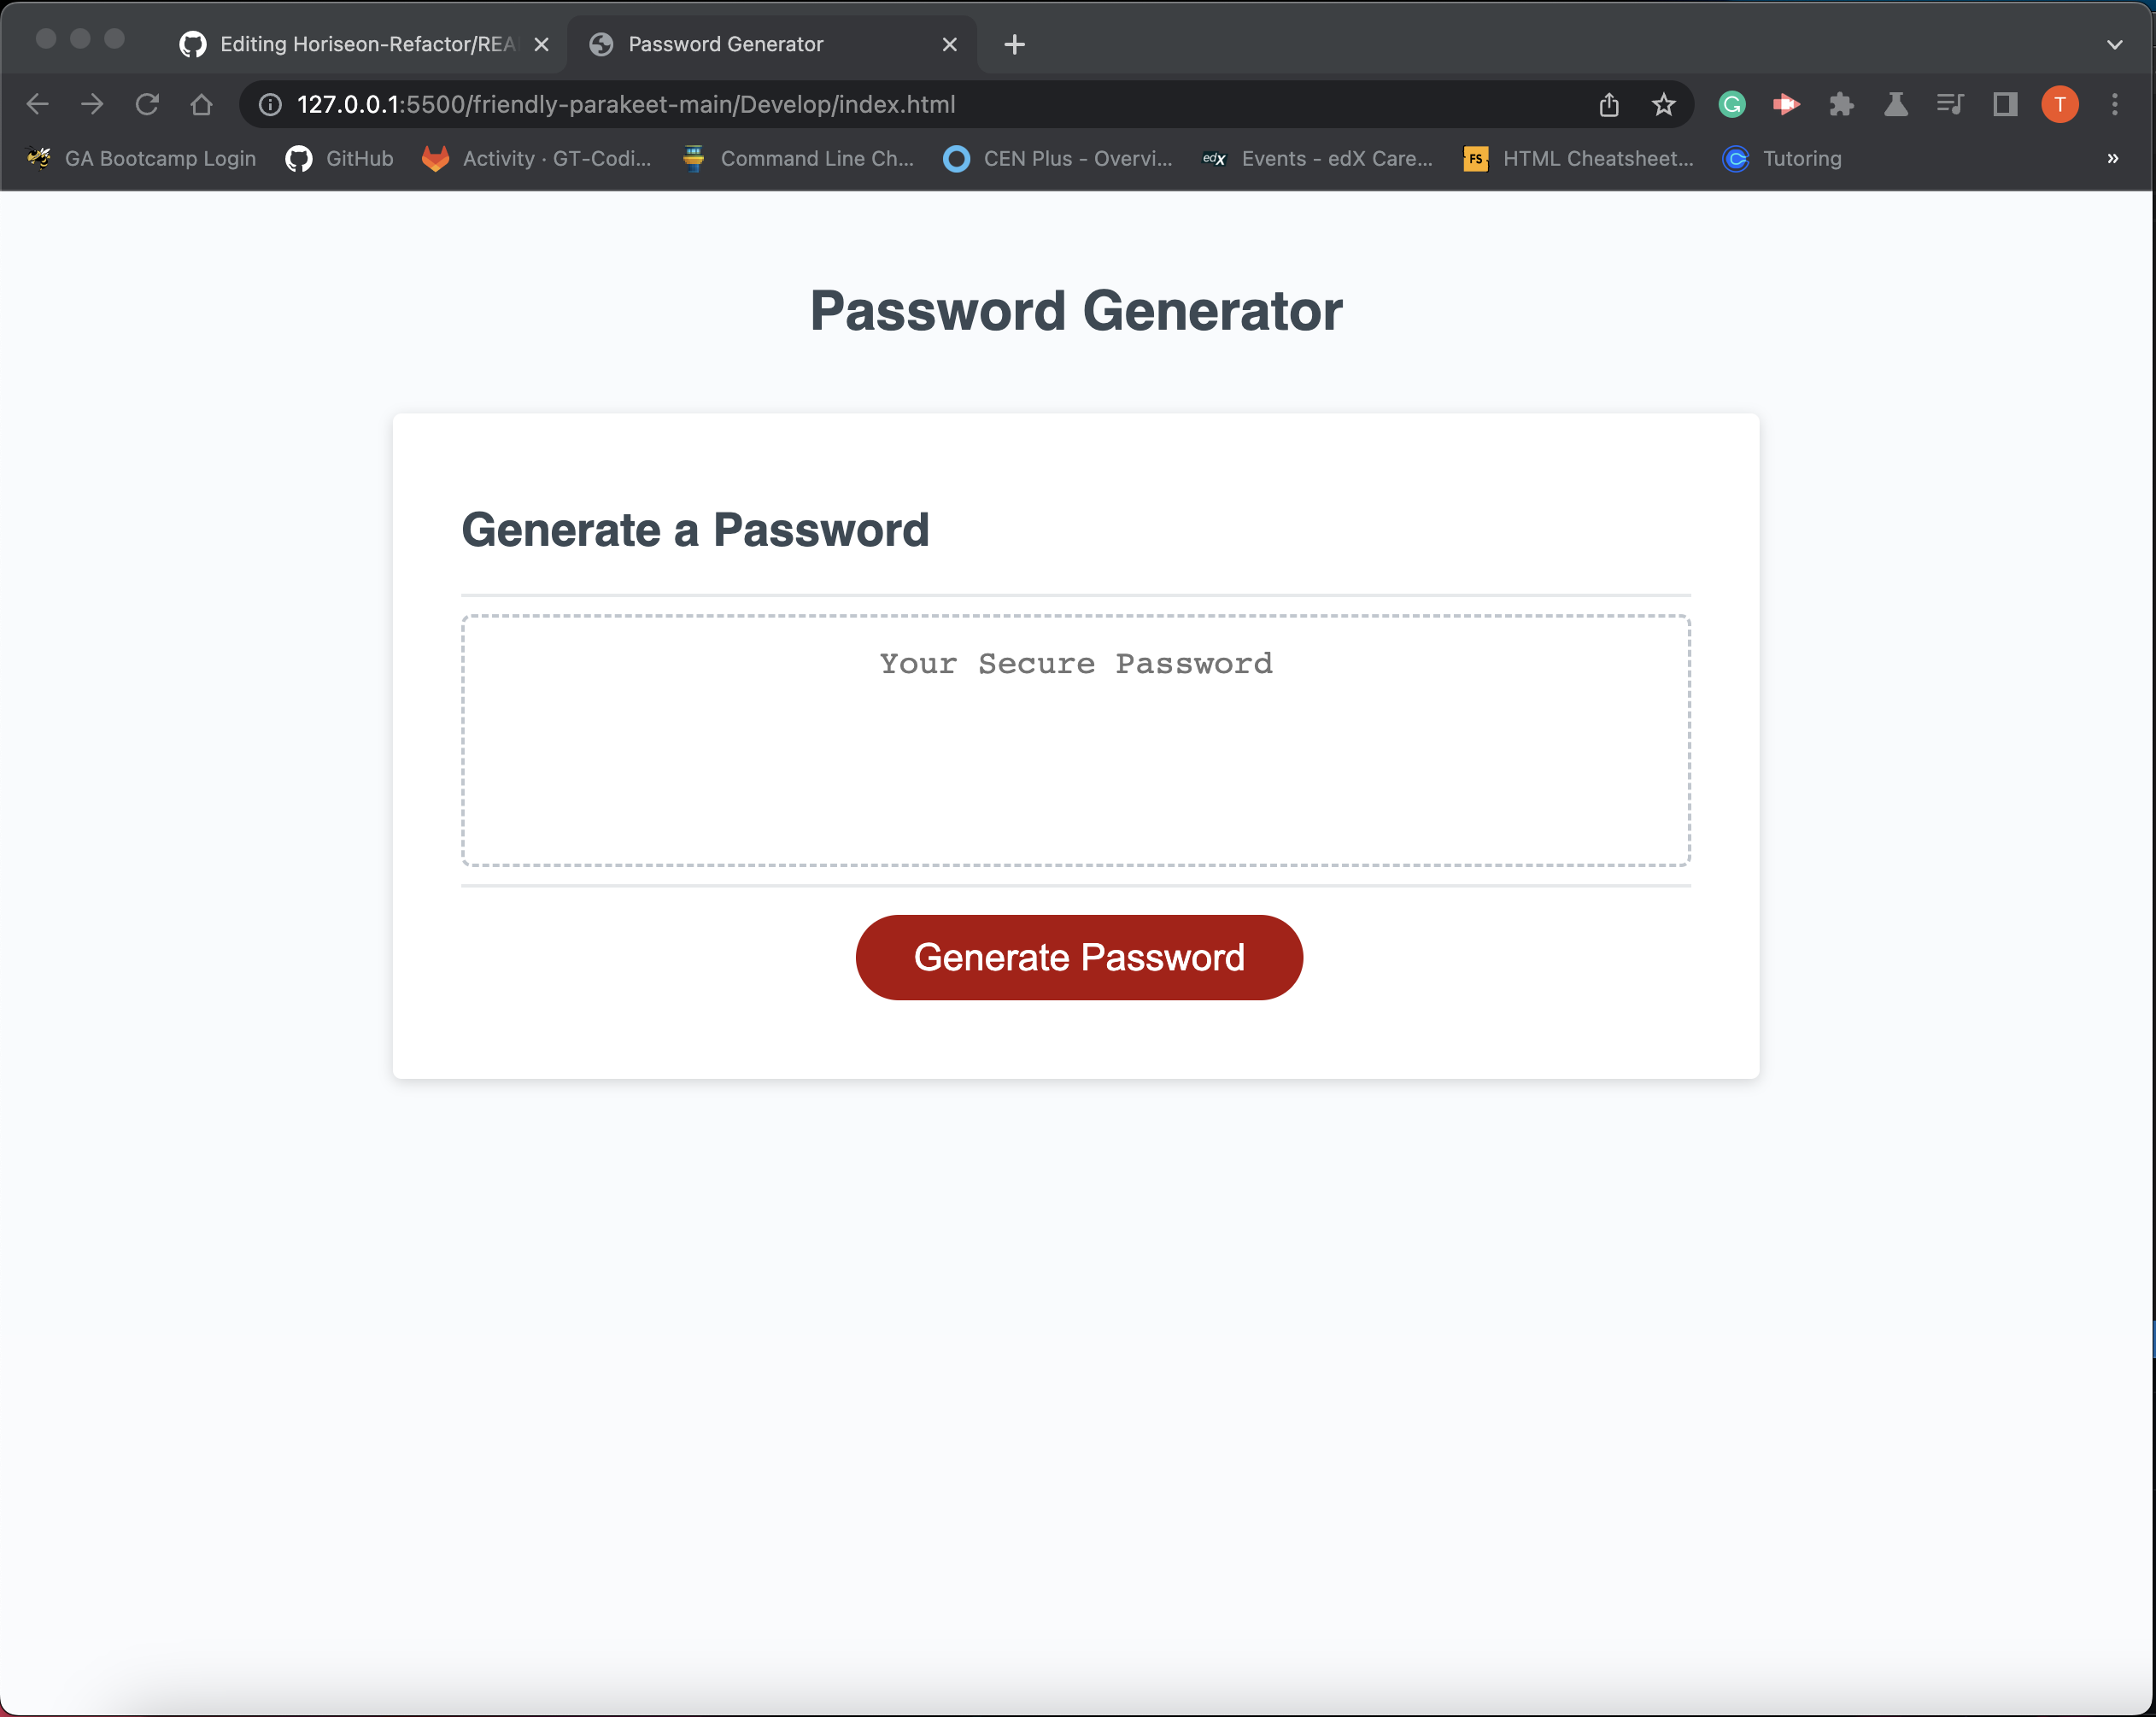 Editing Horiseon-Refactor/REA
Password Generator
127.0.0.1:5500/friendly-parakeet-main/Develop/index.html
T
GA Bootcamp Login
GitHub
Activity · GT-Codi...
Command Line Ch...
CEN Plus - Overvi...
edX
Events - edX Care...
FS
HTML Cheatsheet...
Tutoring
»
Password Generator
Generate a Password
Your Secure Password
Generate Password